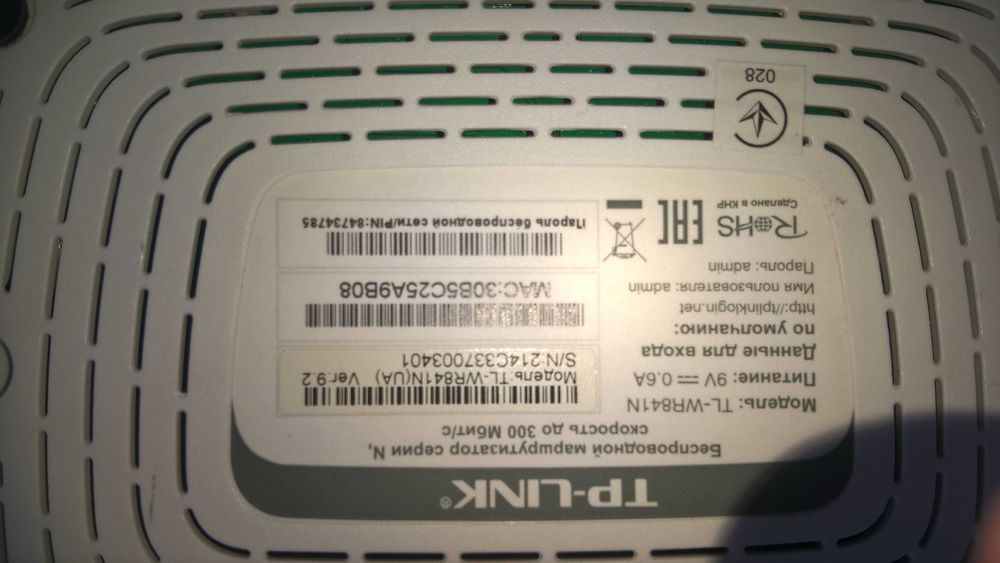 TP-LINK®
Беспроводной маршрутизатор серии N,
скорость до 300 Мбит/с
Модель: TL-WR841N
Питание: 9V⎓0.6A
Данные для входа
по умолчанию:
http://tplinklogin.net
Имя пользователя: admin
Пароль: admin
RoHS
Сделано в КНР
EAC
Модель:TL-WR841N(UA) Ver:9.2
S/N:214C337003401
MAC:30B5C25A9B08
Пароль беспроводной сети/PIN:84734785
028